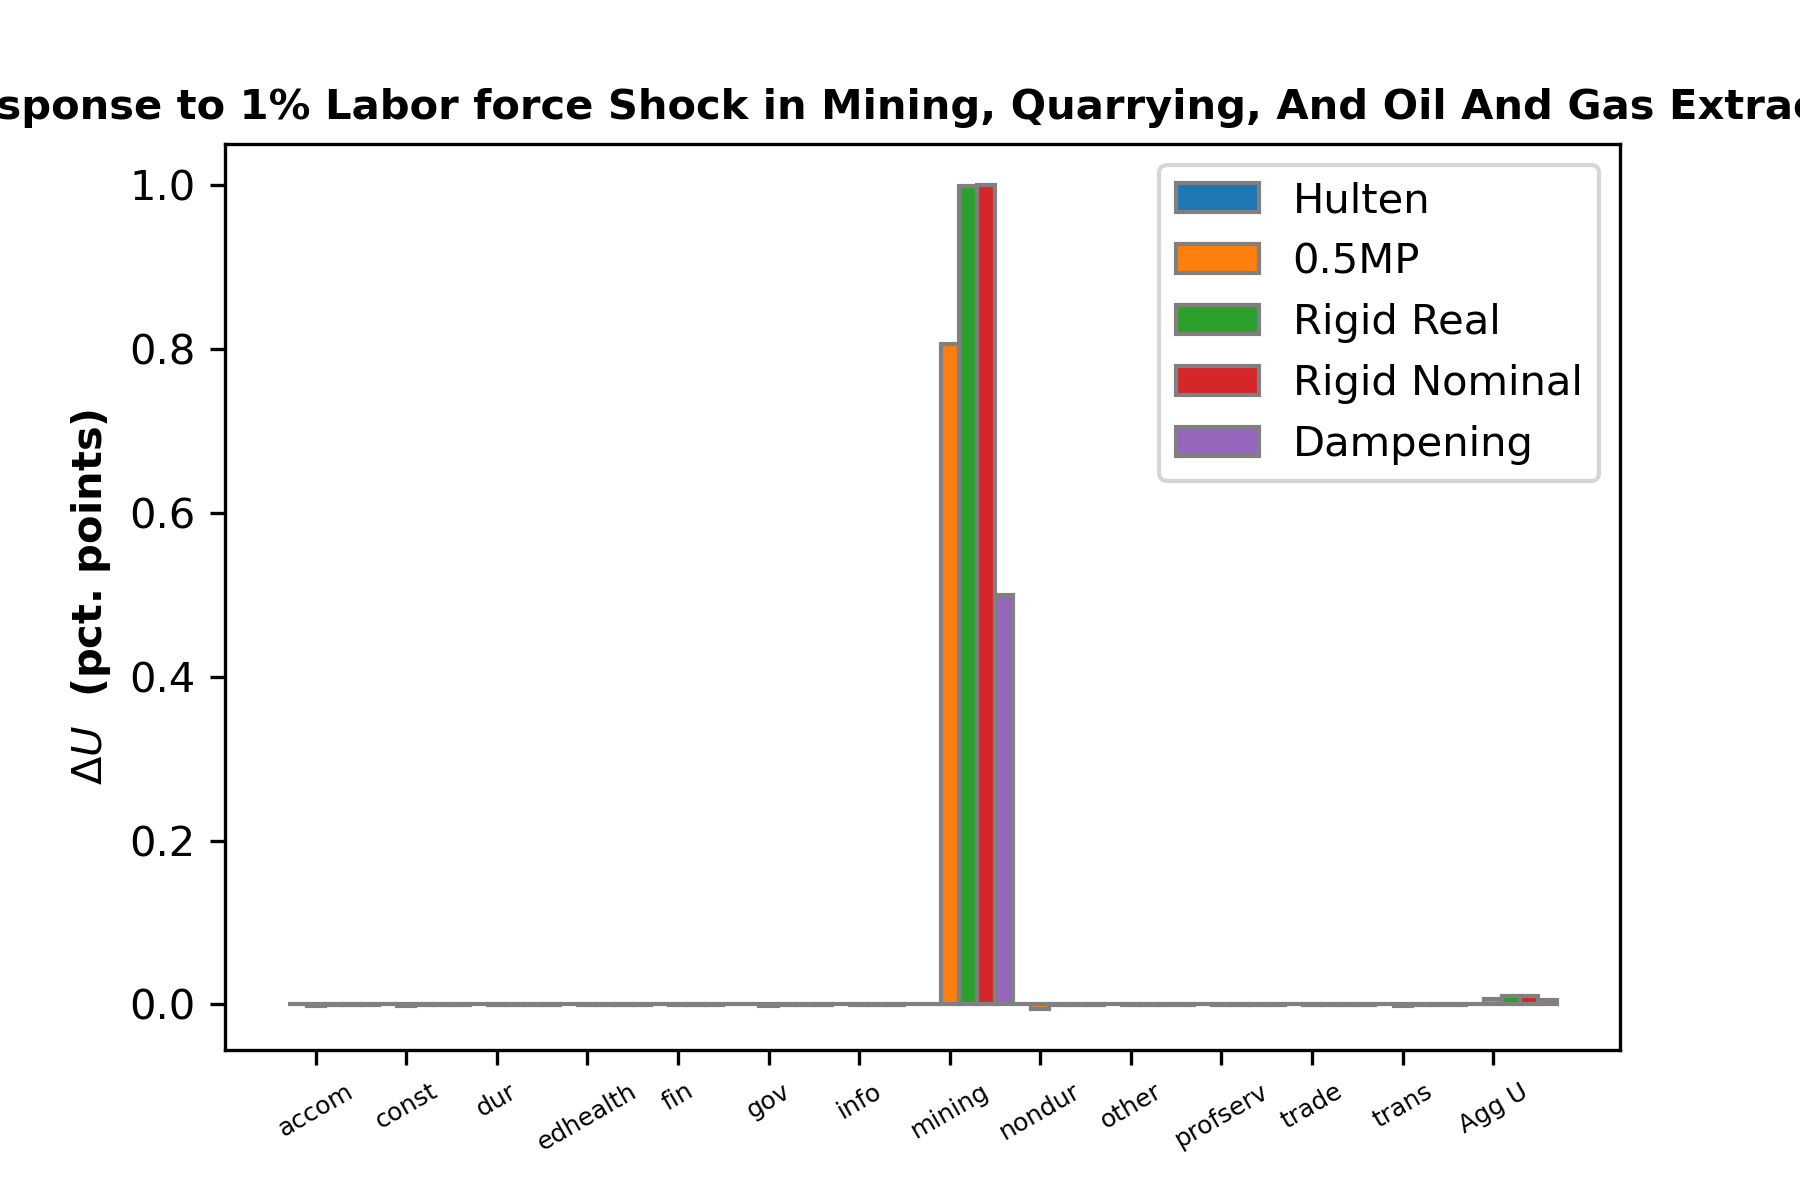 sponse to 1% Labor force Shock in Mining, Quarrying, And Oil And Gas Extrac
Hulten
0.5MP
Rigid Real
Rigid Nominal
Dampening
ΔU (pct. points)
1.0
0.8
0.6
0.4
0.2
0.0
accom
const
dur
edhealth
fin
gov
info
mining
nondur
other
profserv
trade
trans
Agg U